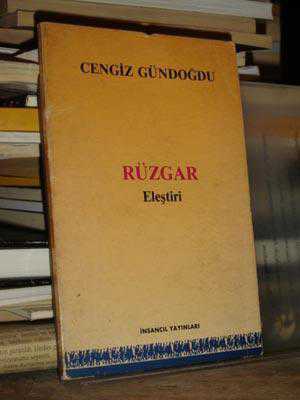 CENGİZ GÜNDOĞDU
RÜZGAR
Eleştiri
İNSANCIL YAYINLARI